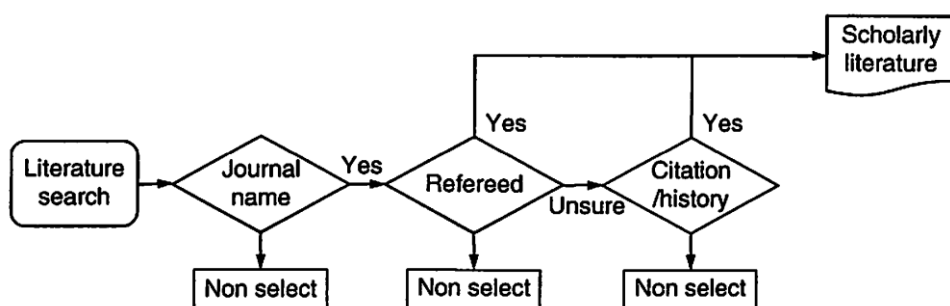 Scholarly
literature
Yes
Yes
Literature
search
Journal
name
Yes
Refereed
Unsure
Citation
/history
Non select
Non select
Non select